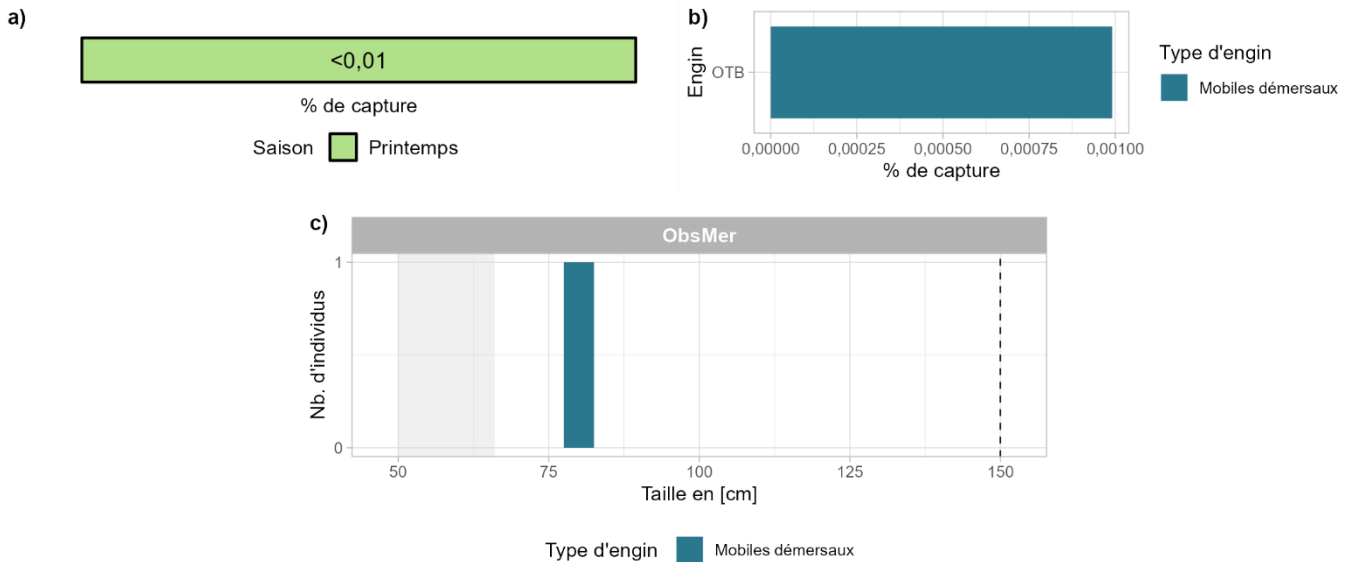 a)
<0,01
% de capture
Saison Printemps
b)
Engin
OTB
0,00000 0,00025 0,00050 0,00075 0,00100
% de capture
Type d'engin
Mobiles démersaux
c)
ObsMer
Nb. d'individus
1
0
50 75 100 125 150
Taille en [cm]
Type d'engin Mobiles démersaux